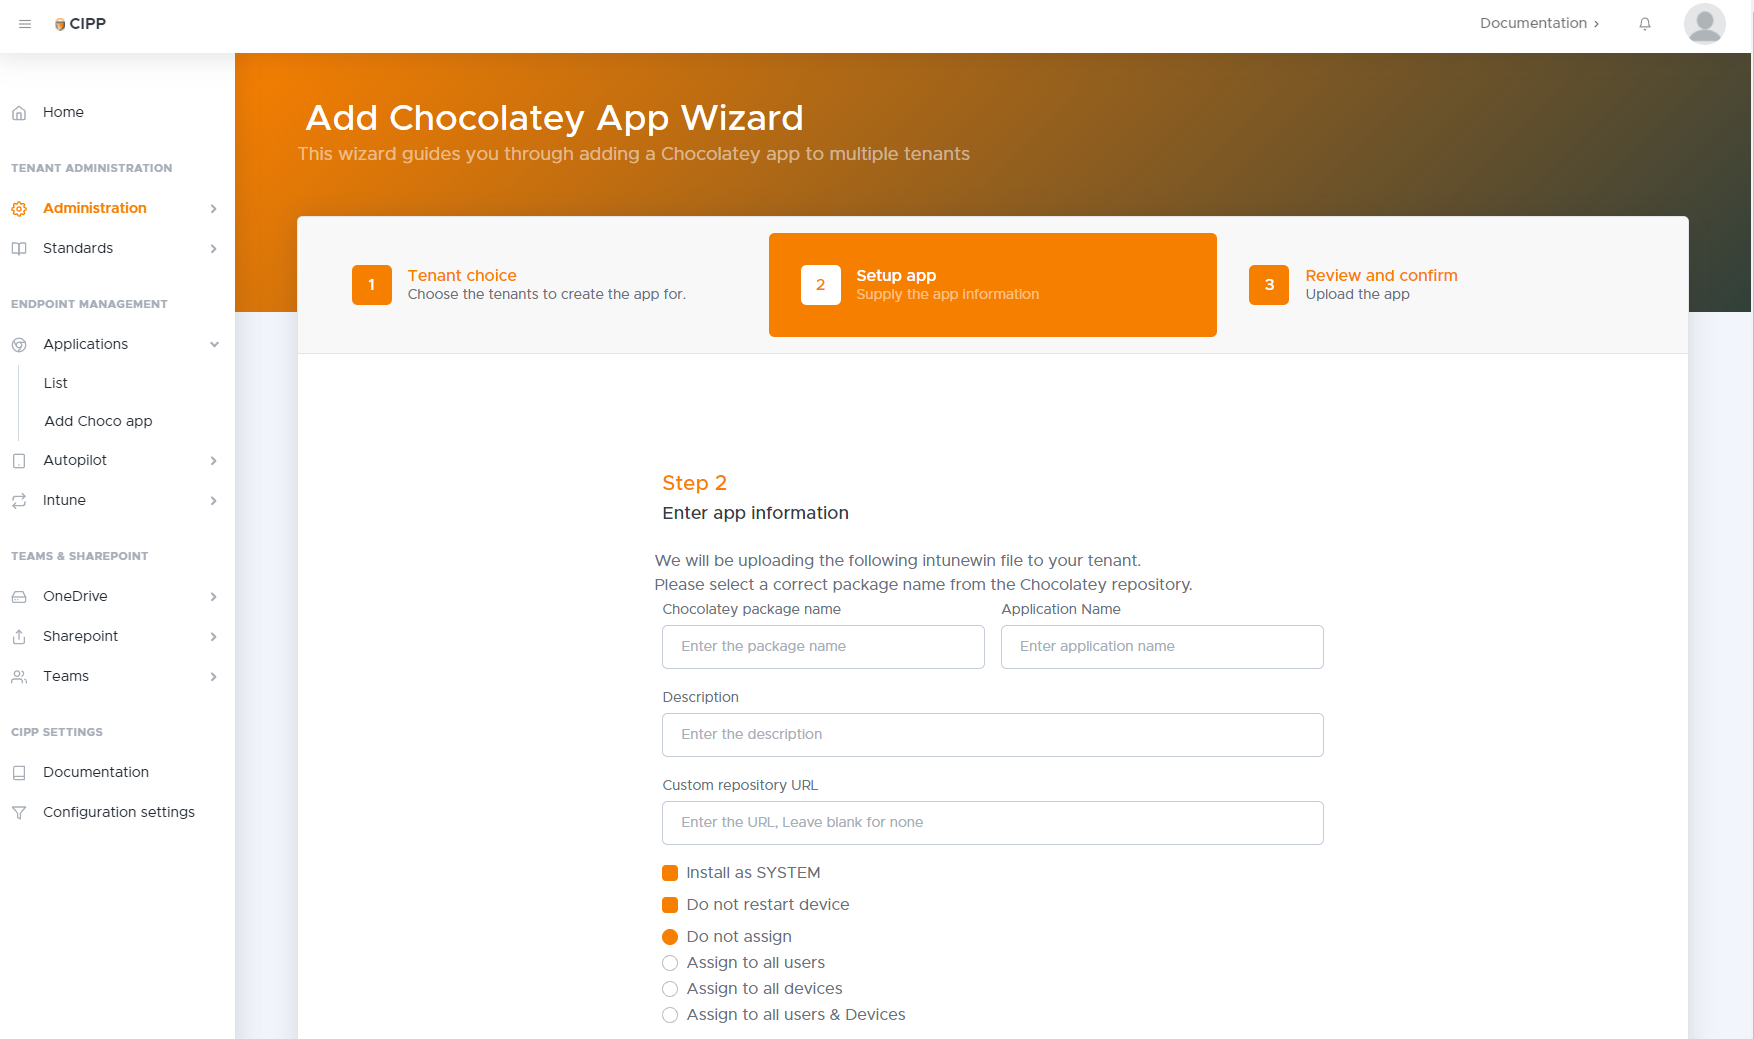 CIPP
Documentation
Home
TENANT ADMINISTRATION
Administration
Standards
ENDPOINT MANAGEMENT
Applications
List
Add Choco app
Autopilot
Intune
TEAMS & SHAREPOINT
OneDrive
Sharepoint
Teams
CIPP SETTINGS
Documentation
Configuration settings
Add Chocolatey App Wizard
This wizard guides you through adding a Chocolatey app to multiple tenants
1
Tenant choice
Choose the tenants to create the app for.
2
Setup app
Supply the app information
3
Review and confirm
Upload the app
Step 2
Enter app information
We will be uploading the following intunewin file to your tenant.
Please select a correct package name from the Chocolatey repository.
Chocolatey package name
Enter the package name
Application Name
Enter application name
Description
Enter the description
Custom repository URL
Enter the URL, Leave blank for none
Install as SYSTEM
Do not restart device
Do not assign
Assign to all users
Assign to all devices
Assign to all users & Devices